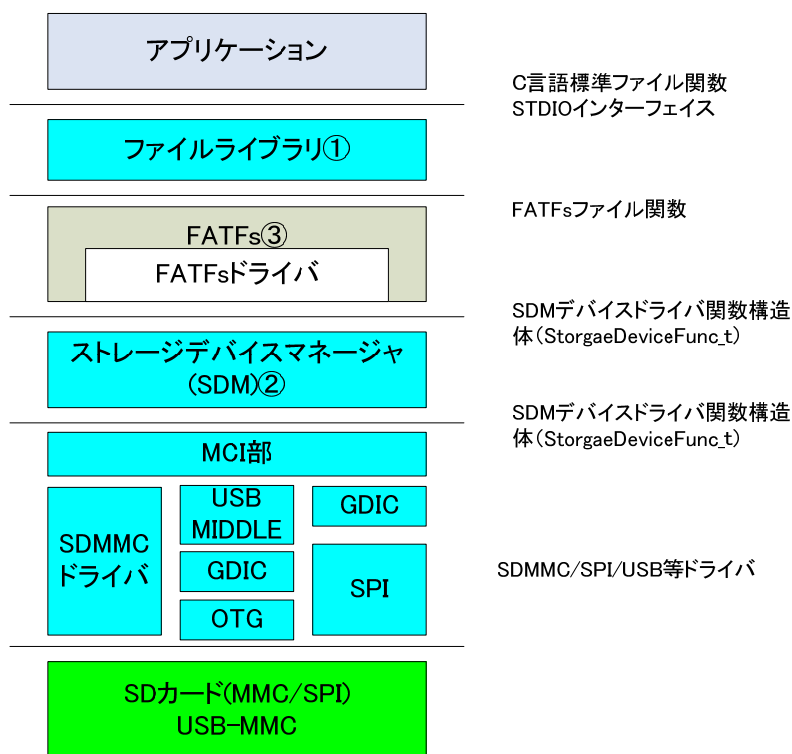 アプリケーション
C言語標準ファイル関数
STDIOインターフェイス
ファイルライブラリ①
FATFsファイル関数
FATFs③
FATFsドライバ
SDMデバイスドライバ関数構造
体(StorgaeDeviceFunc_t)
ストレージデバイスマネージャ
(SDM)②
SDMデバイスドライバ関数構造
体(StorgaeDeviceFunc_t)
MCI部
SDMMC
ドライバ
USB
MIDDLE
GDIC
OTG
GDIC
SPI
SDMMC/SPI/USB等ドライバ
SDカード(MMC/SPI)
USB-MMC